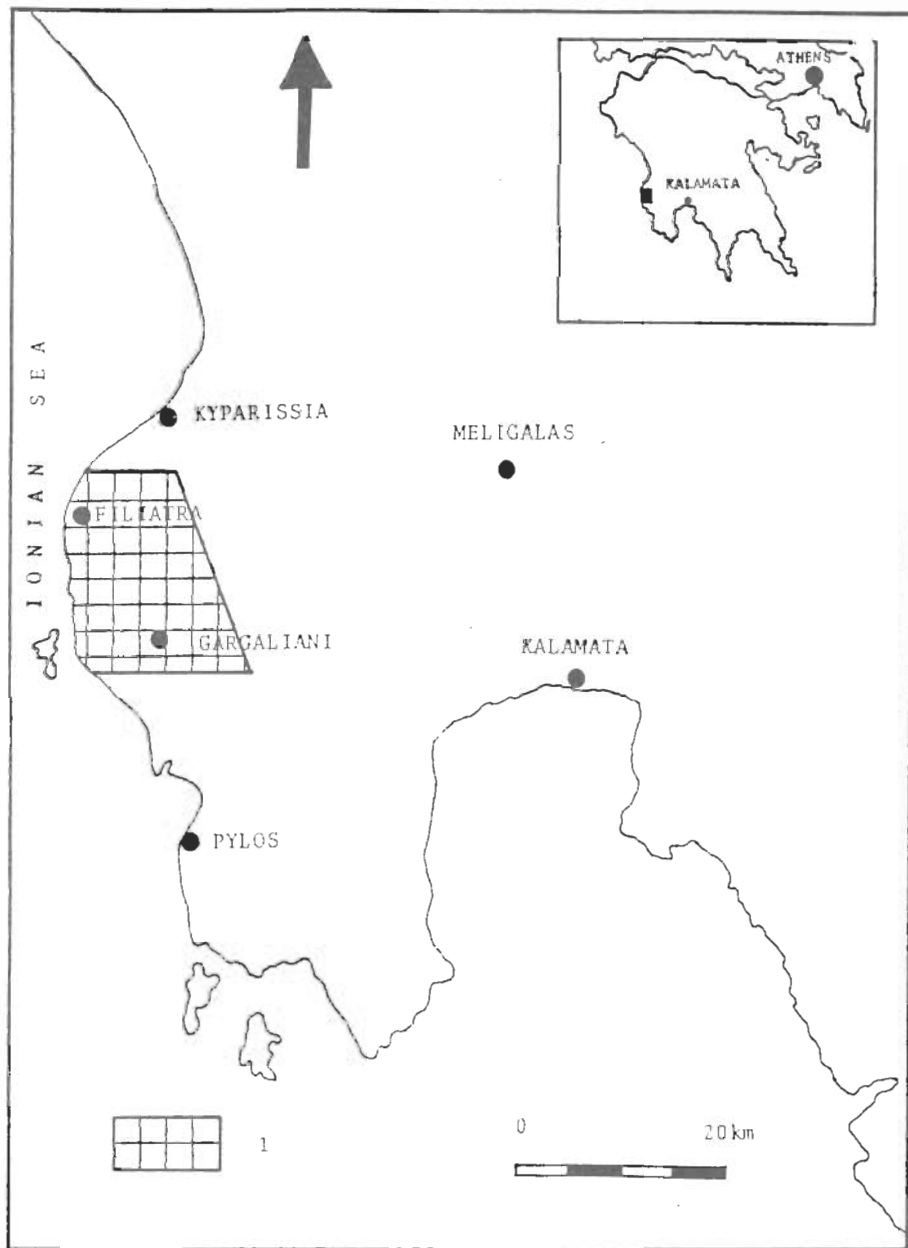 ATHENS
KALAMATA
IONIAN SEA
KYPARISSIA
MELIGALAS
FILIATRA
GARGALIANI
KALAMATA
PYLOS
1
0 20 km